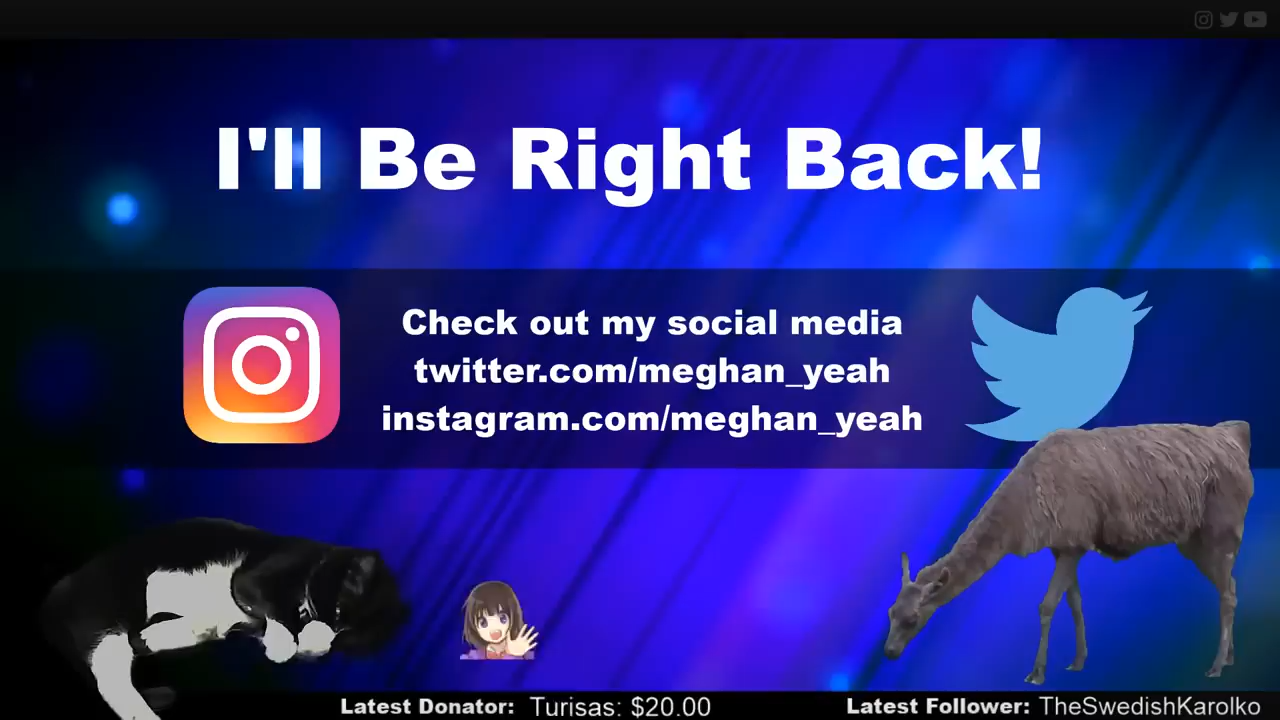 I'll Be Right Back!
Check out my social media
twitter.com/meghan_yeah
instagram.com/meghan_yeah
Latest Donator: Turisas: $20.00
Latest Follower: TheSwedishKarolko